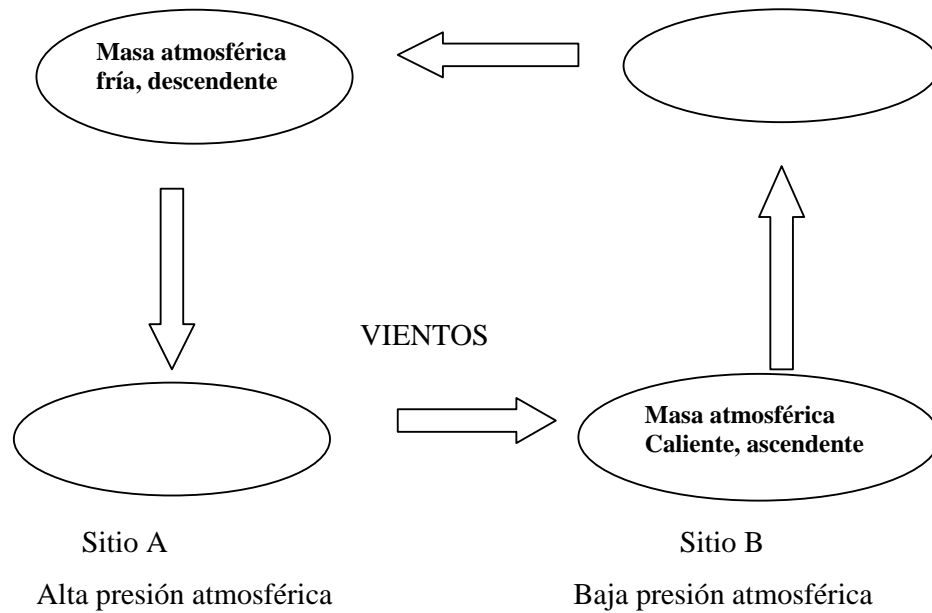 Masa atmosférica
fría, descendente
VIENTOS
Masa atmosférica
Caliente, ascendente
Sitio A
Sitio B
Alta presión atmosférica
Baja presión atmosférica